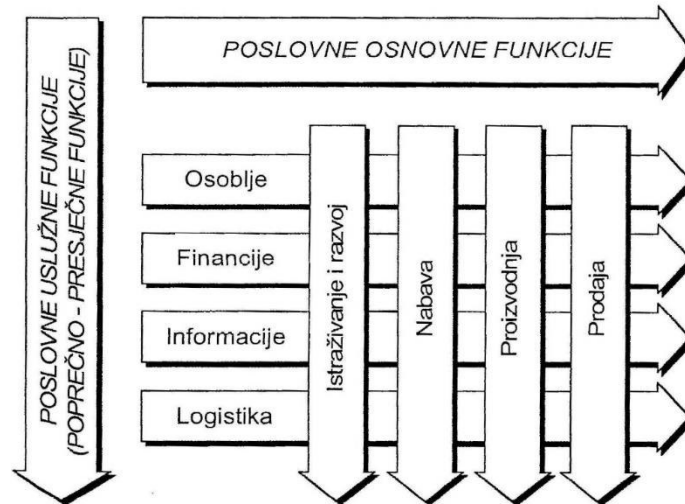 POSLOVNE OSNOVNE FUNKCIJE
POSLOVNE USLUŽNE FUNKCIJE
(POPREČNO - PRESJEČNE FUNKCIJE)
Osoblje
Financije
Informacije
Logistika
Istraživanje i razvoj
Nabava
Proizvodnja
Prodaja